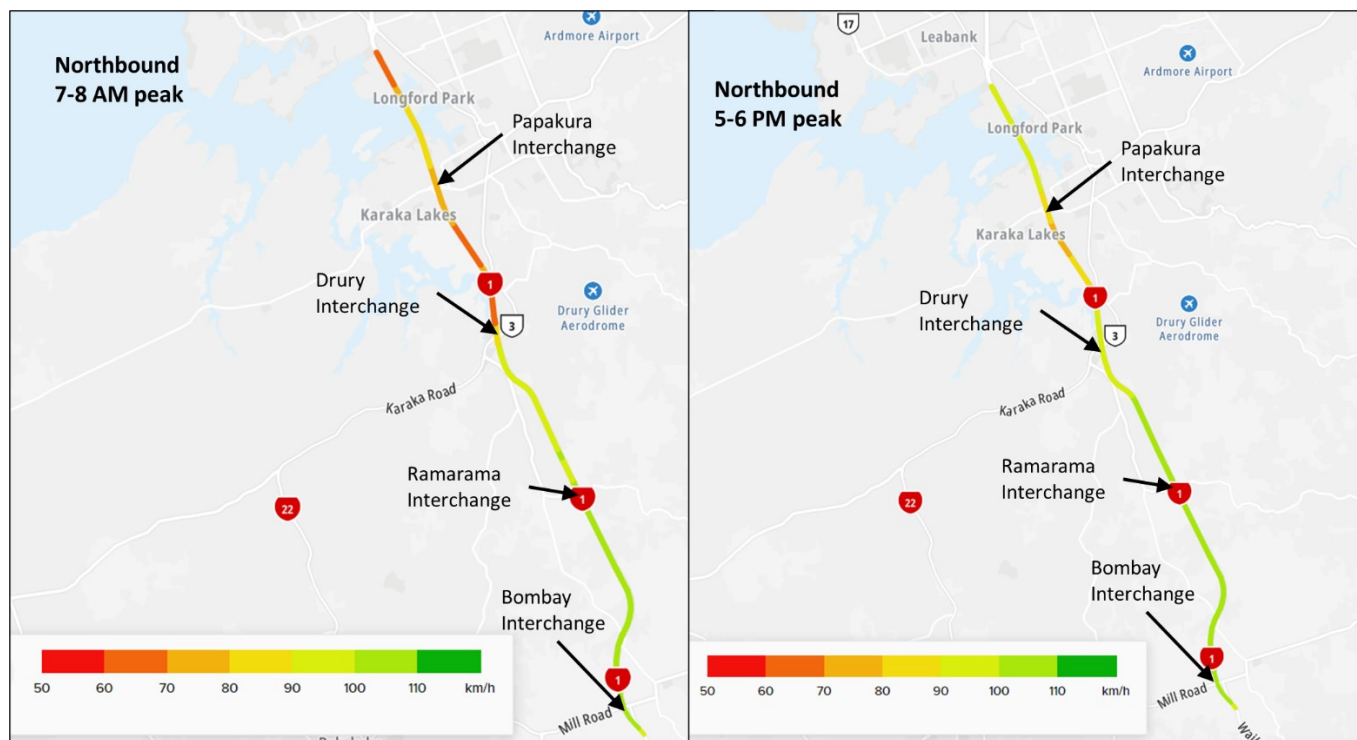 Northbound
7-8 AM peak
Ardmore Airport
Longford Park
Papakura
Interchange
Karaka Lakes
Drury
Interchange
1
3
Drury Glider
Aerodrome
Karaka Road
Ramarama
Interchange
1
22
Bombay
Interchange
1
Mill Road
50
60
70
80
90
100
110
km/h
17
Leabank
Northbound
5-6 PM peak
Ardmore Airport
Longford Park
Papakura
Interchange
Karaka Lakes
Drury
Interchange
1
3
Drury Glider
Aerodrome
Karaka Road
Ramarama
Interchange
1
22
Bombay
Interchange
1
Mill Road
50
60
70
80
90
100
110
km/h